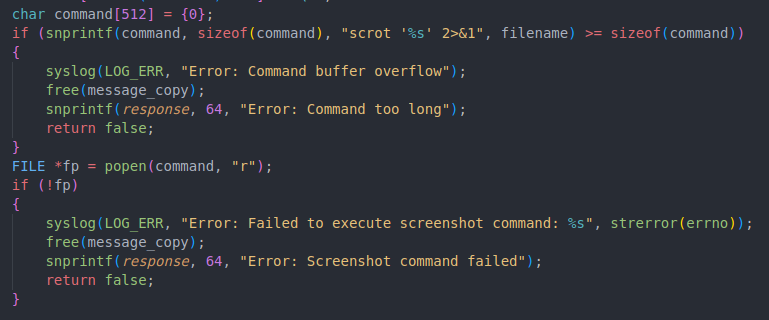 char command[512] = {0};
if (snprintf(command, sizeof(command), "scrot '%s' 2>&1", filename) >= sizeof(command))
{
    syslog(LOG_ERR, "Error: Command buffer overflow");
    free(message_copy);
    snprintf(response, 64, "Error: Command too long");
    return false;
}
FILE *fp = popen(command, "r");
if (!fp)
{
    syslog(LOG_ERR, "Error: Failed to execute screenshot command: %s", strerror(errno));
    free(message_copy);
    snprintf(response, 64, "Error: Screenshot command failed");
    return false;
}